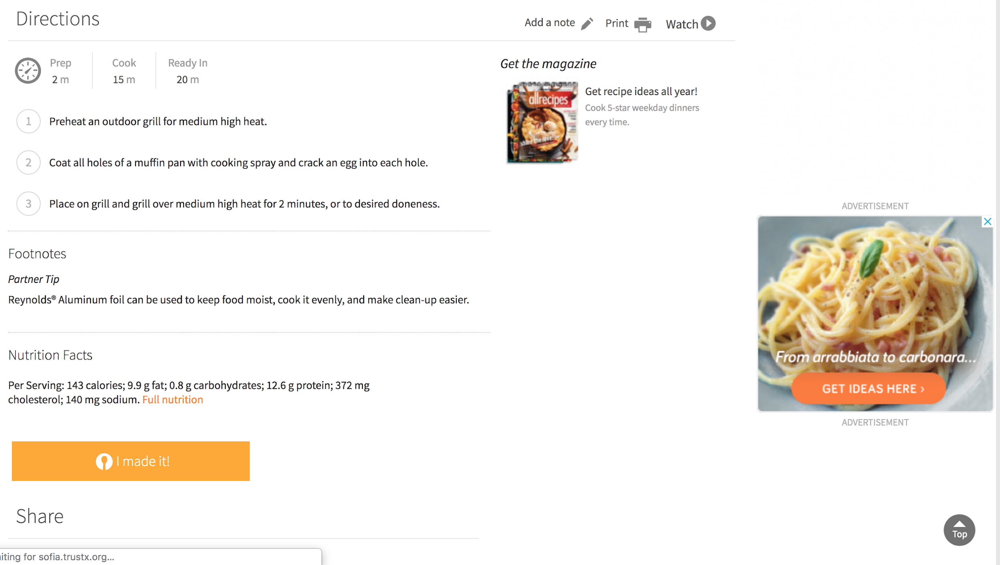 Directions
Add a note
Print
Watch
Prep
2 m
Cook
15 m
Ready In
20 m
1
Preheat an outdoor grill for medium high heat.
2
Coat all holes of a muffin pan with cooking spray and crack an egg into each hole.
3
Place on grill and grill over medium high heat for 2 minutes, or to desired doneness.
Footnotes
Partner Tip
Reynolds® Aluminum foil can be used to keep food moist, cook it evenly, and make clean-up easier.
Nutrition Facts
Per Serving: 143 calories; 9.9 g fat; 0.8 g carbohydrates; 12.6 g protein; 372 mg
cholesterol; 140 mg sodium. Full nutrition
I made it!
Share
Get the magazine
allrecipes
share the love
Get recipe ideas all year!
Cook 5-star weekday dinners
every time.
ADVERTISEMENT
From arrabbiata to carbonara...
GET IDEAS HERE ›
ADVERTISEMENT
Top
iting for sofia.trustx.org...